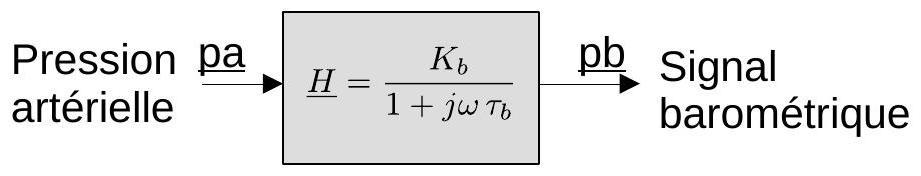 Pression
artérielle
pa
H = K_b / (1 + jω τ_b)
pb
Signal
barométrique